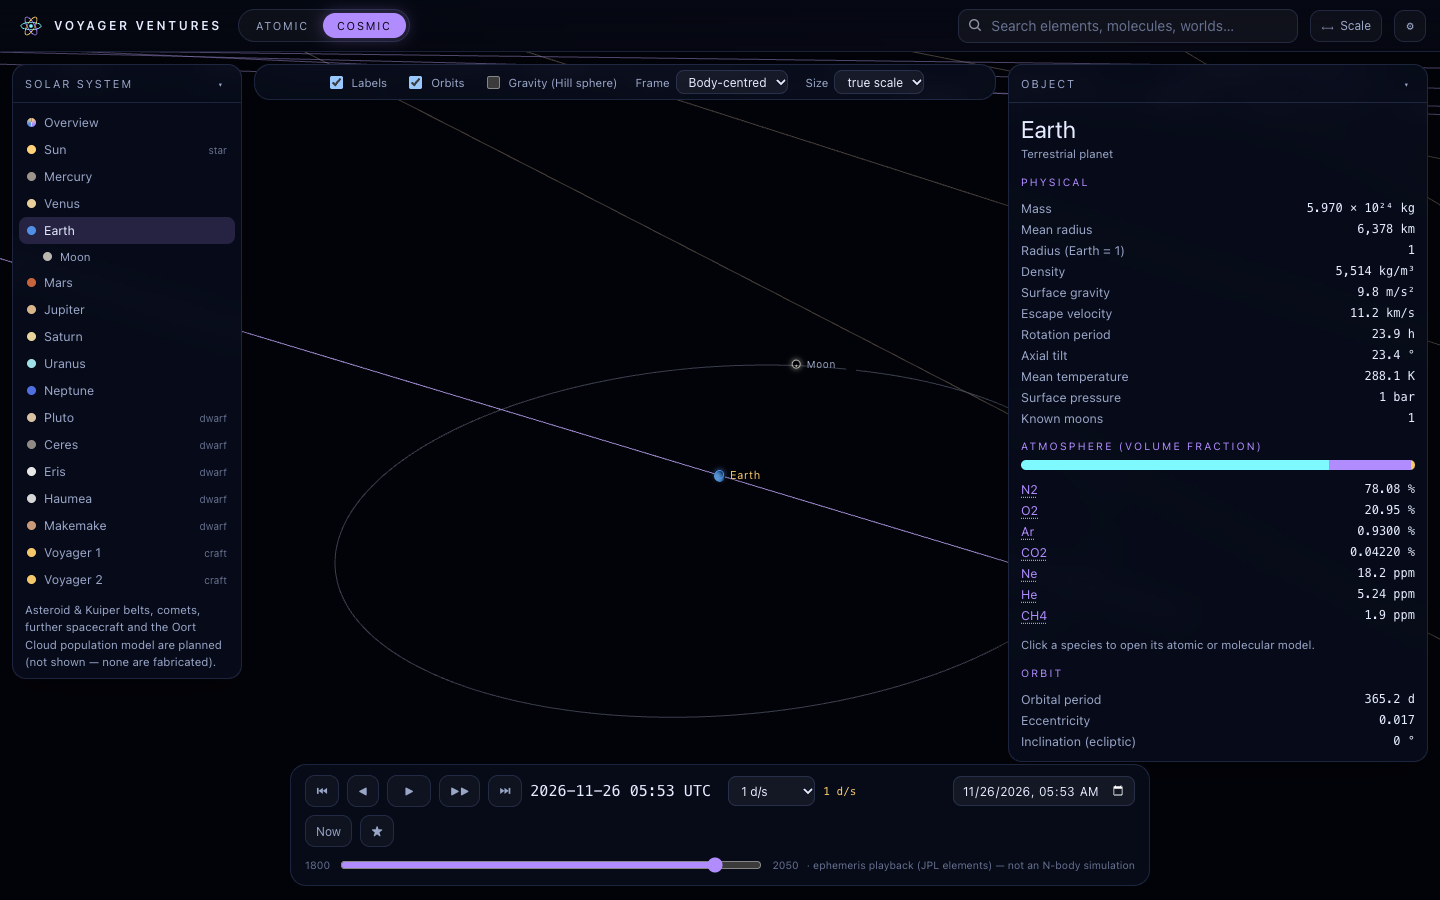 VOYAGER VENTURES
ATOMIC
COSMIC
Search elements, molecules, worlds...
Scale
SOLAR SYSTEM
Overview
Sun star
Mercury
Venus
Earth
Moon
Mars
Jupiter
Saturn
Uranus
Neptune
Pluto dwarf
Ceres dwarf
Eris dwarf
Haumea dwarf
Makemake dwarf
Voyager 1 craft
Voyager 2 craft
Asteroid & Kuiper belts, comets,
further spacecraft and the Oort
Cloud population model are planned
(not shown — none are fabricated).
Labels Orbits Gravity (Hill sphere) Frame Body-centred Size true scale
Moon
Earth
OBJECT
Earth
Terrestrial planet
PHYSICAL
Mass 5.970 × 10²⁴ kg
Mean radius 6,378 km
Radius (Earth = 1) 1
Density 5,514 kg/m³
Surface gravity 9.8 m/s²
Escape velocity 11.2 km/s
Rotation period 23.9 h
Axial tilt 23.4 °
Mean temperature 288.1 K
Surface pressure 1 bar
Known moons 1
ATMOSPHERE (VOLUME FRACTION)
N2 78.08 %
O2 20.95 %
Ar 0.9300 %
CO2 0.04220 %
Ne 18.2 ppm
He 5.24 ppm
CH4 1.9 ppm
Click a species to open its atomic or molecular model.
ORBIT
Orbital period 365.2 d
Eccentricity 0.017
Inclination (ecliptic) 0 °
2026-11-26 05:53 UTC 1 d/s 1 d/s 11/26/2026, 05:53 AM
Now
1800 2050 · ephemeris playback (JPL elements) — not an N-body simulation